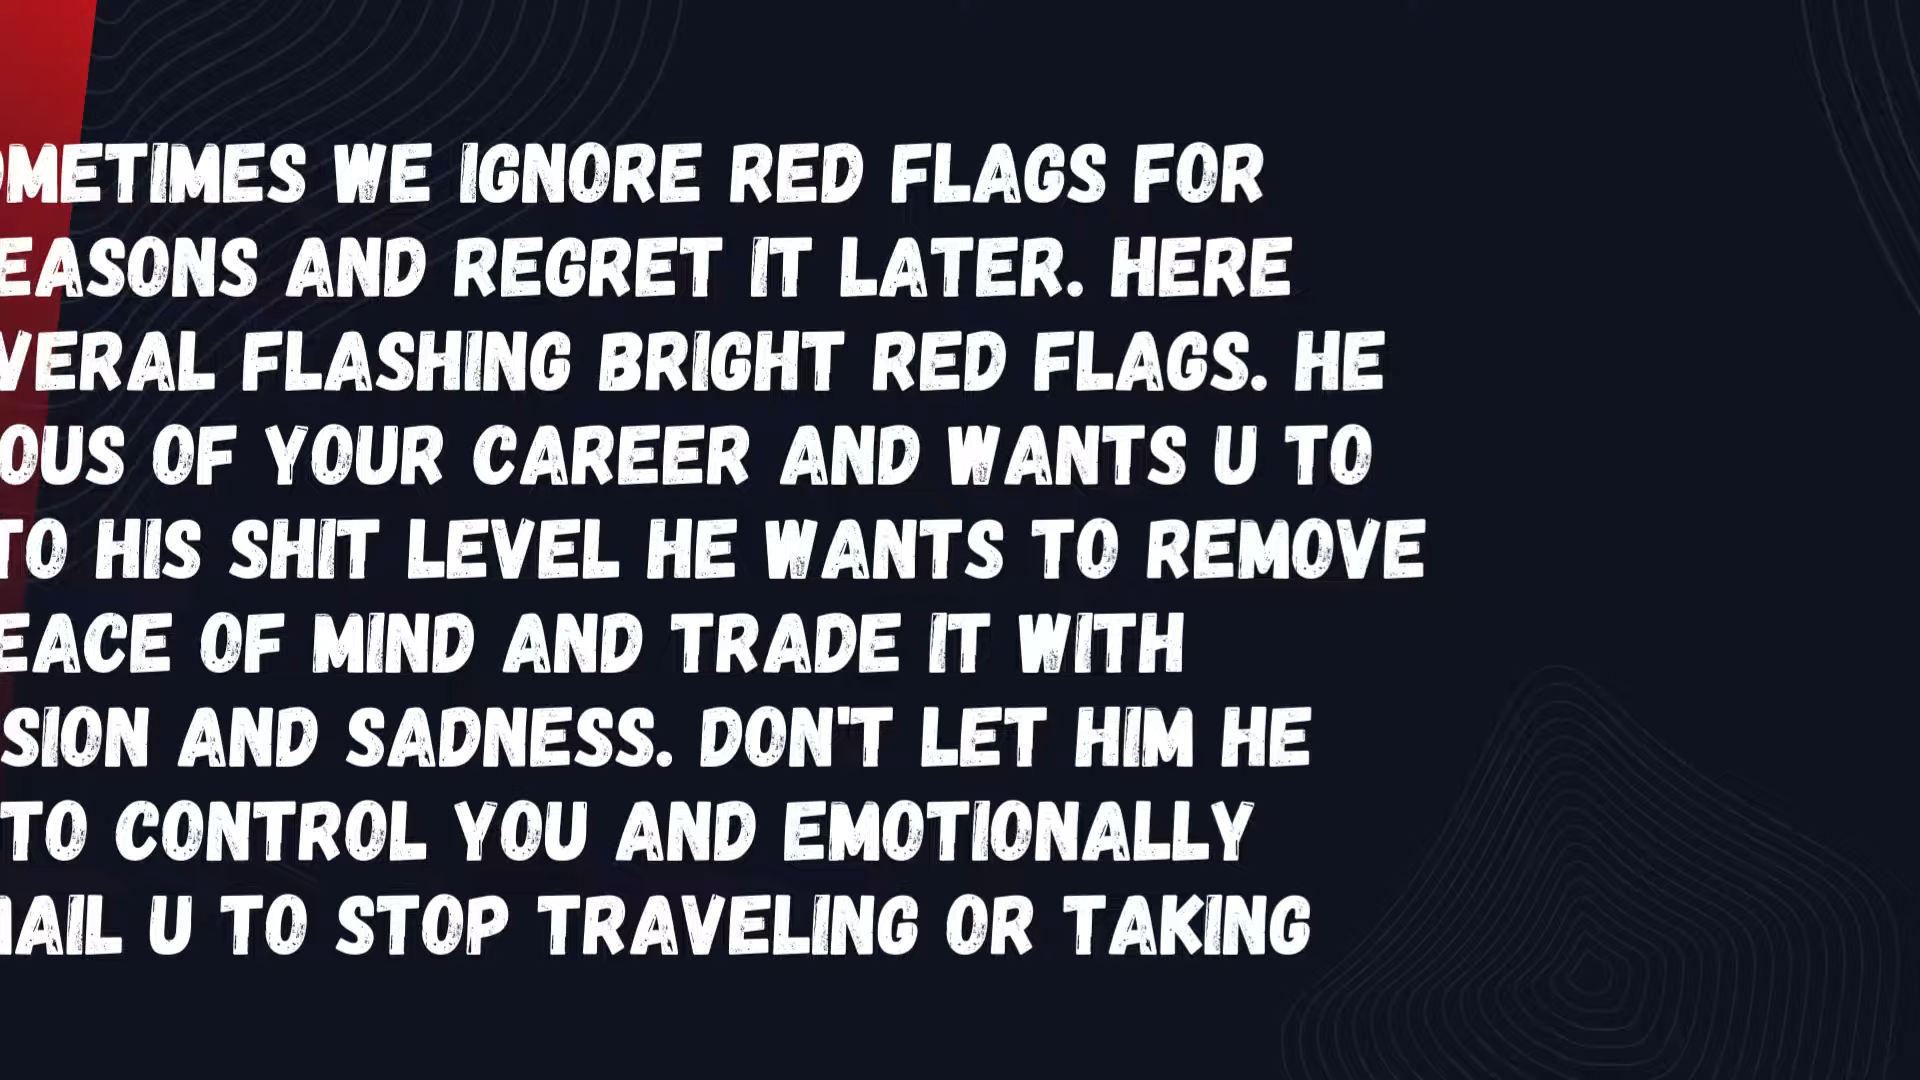 OMETIMES WE IGNORE RED FLAGS FOR
EASONS AND REGRET IT LATER. HERE
VERAL FLASHING BRIGHT RED FLAGS. HE
OUS OF YOUR CAREER AND WANTS U TO
TO HIS SHIT LEVEL HE WANTS TO REMOVE
EACE OF MIND AND TRADE IT WITH
SION AND SADNESS. DON'T LET HIM HE
TO CONTROL YOU AND EMOTIONALLY
MAIL U TO STOP TRAVELING OR TAKING